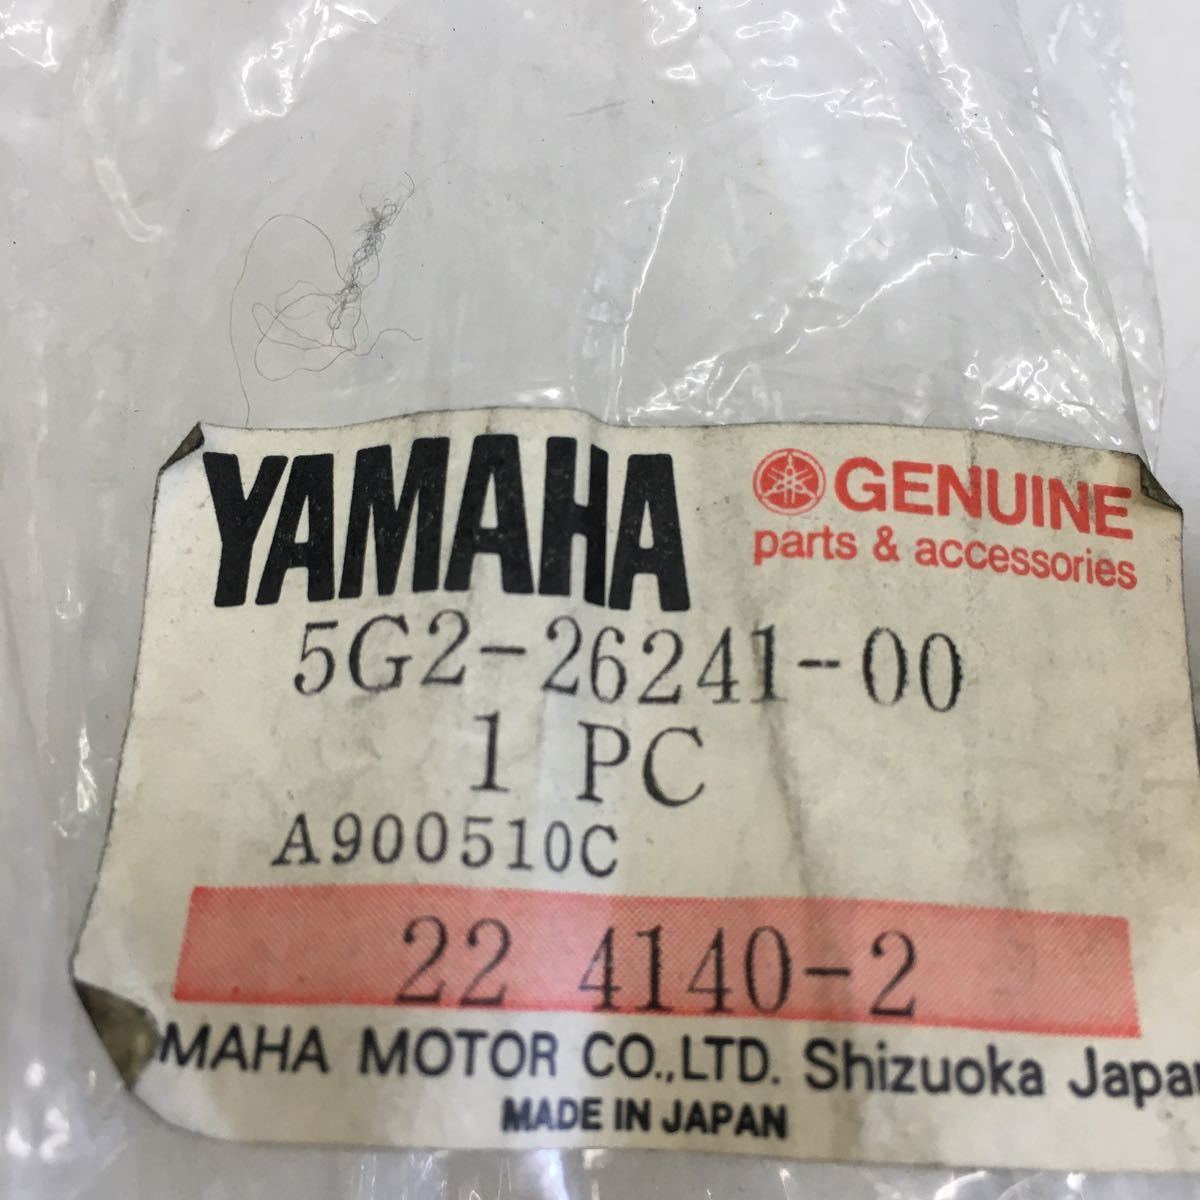 YAMAHA
GENUINE
parts & accessories
5G2-26241-00
1 PC
A900510C
22 4140-2
MAHA MOTOR CO.,LTD. Shizuoka Japan
MADE IN JAPAN